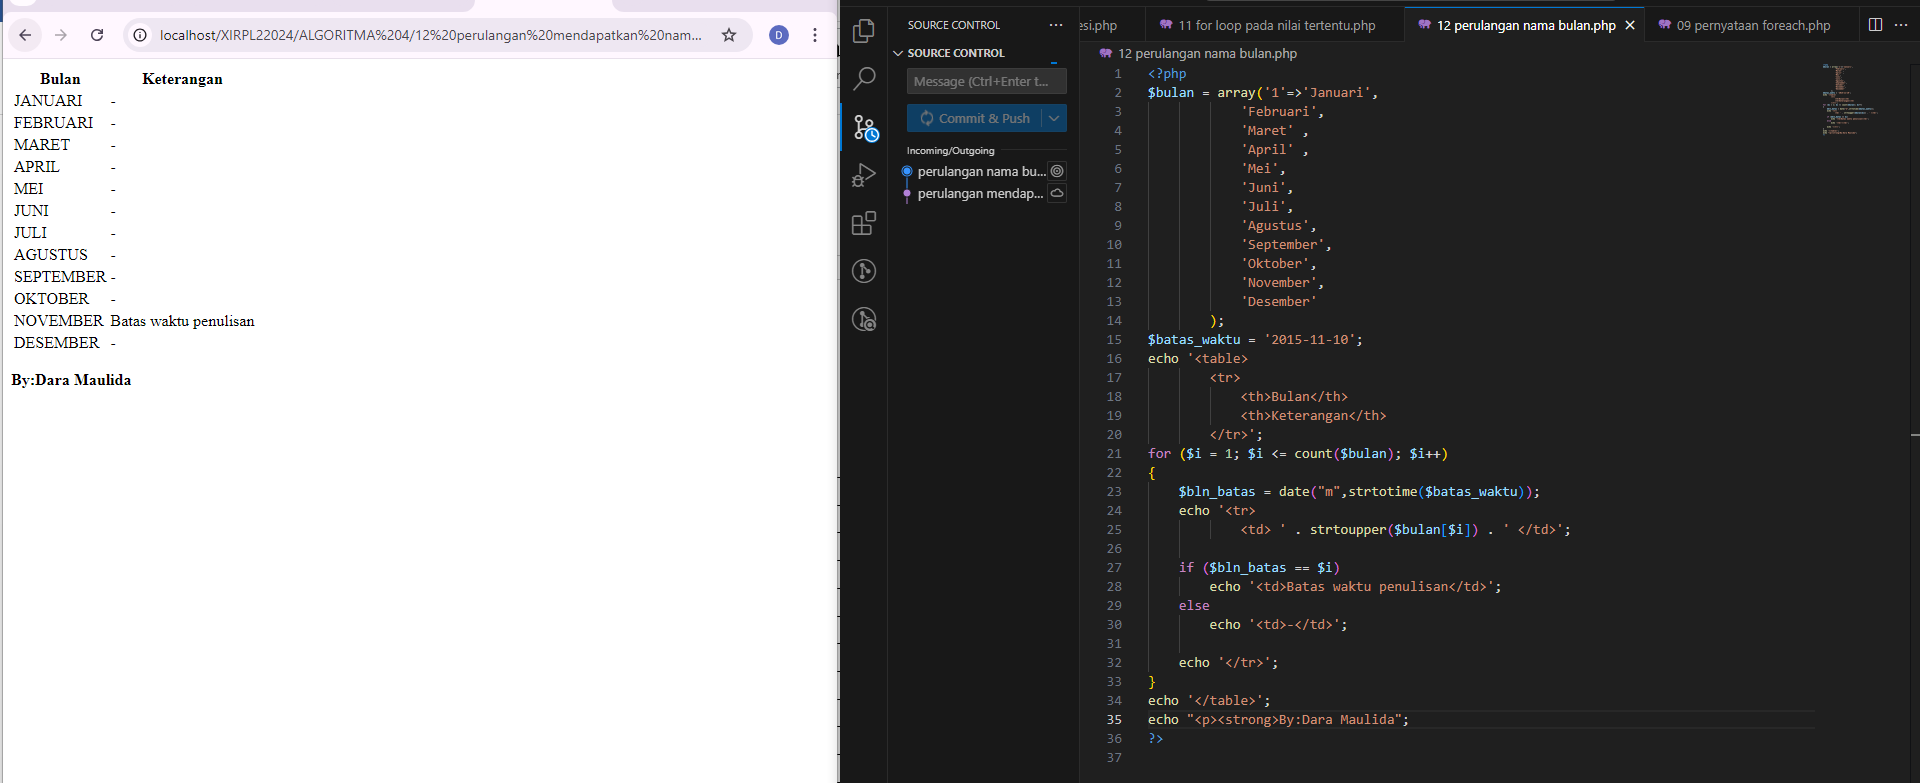 localhost/XIRPL22024/ALGORITMA%204/12%20perulangan%20mendapatkan%20nam...
D
Bulan Keterangan
JANUARI -
FEBRUARI -
MARET -
APRIL -
MEI -
JUNI -
JULI -
AGUSTUS -
SEPTEMBER -
OKTOBER -
NOVEMBER Batas waktu penulisan
DESEMBER -
By:Dara Maulida
SOURCE CONTROL ...
SOURCE CONTROL
Message (Ctrl+Enter t...
Commit & Push
Incoming/Outgoing
perulangan nama bu...
perulangan mendap...
esi.php 11 for loop pada nilai tertentu.php 12 perulangan nama bulan.php 09 pernyataan foreach.php
12 perulangan nama bulan.php
1 <?php
2 $bulan = array('1'=>'Januari',
3 'Februari',
4 'Maret' ,
5 'April' ,
6 'Mei',
7 'Juni',
8 'Juli',
9 'Agustus',
10 'September',
11 'Oktober',
12 'November',
13 'Desember'
14 );
15 $batas_waktu = '2015-11-10';
16 echo '<table>
17 <tr>
18 <th>Bulan</th>
19 <th>Keterangan</th>
20 </tr>';
21 for ($i = 1; $i <= count($bulan); $i++)
22 {
23 $bln_batas = date("m",strtotime($batas_waktu));
24 echo '<tr>
25 <td> ' . strtoupper($bulan[$i]) . ' </td>';
26
27 if ($bln_batas == $i)
28 echo '<td>Batas waktu penulisan</td>';
29 else
30 echo '<td>-</td>';
31
32 echo '</tr>';
33 }
34 echo '</table>';
35 echo "<p><strong>By:Dara Maulida";
36 ?>
37